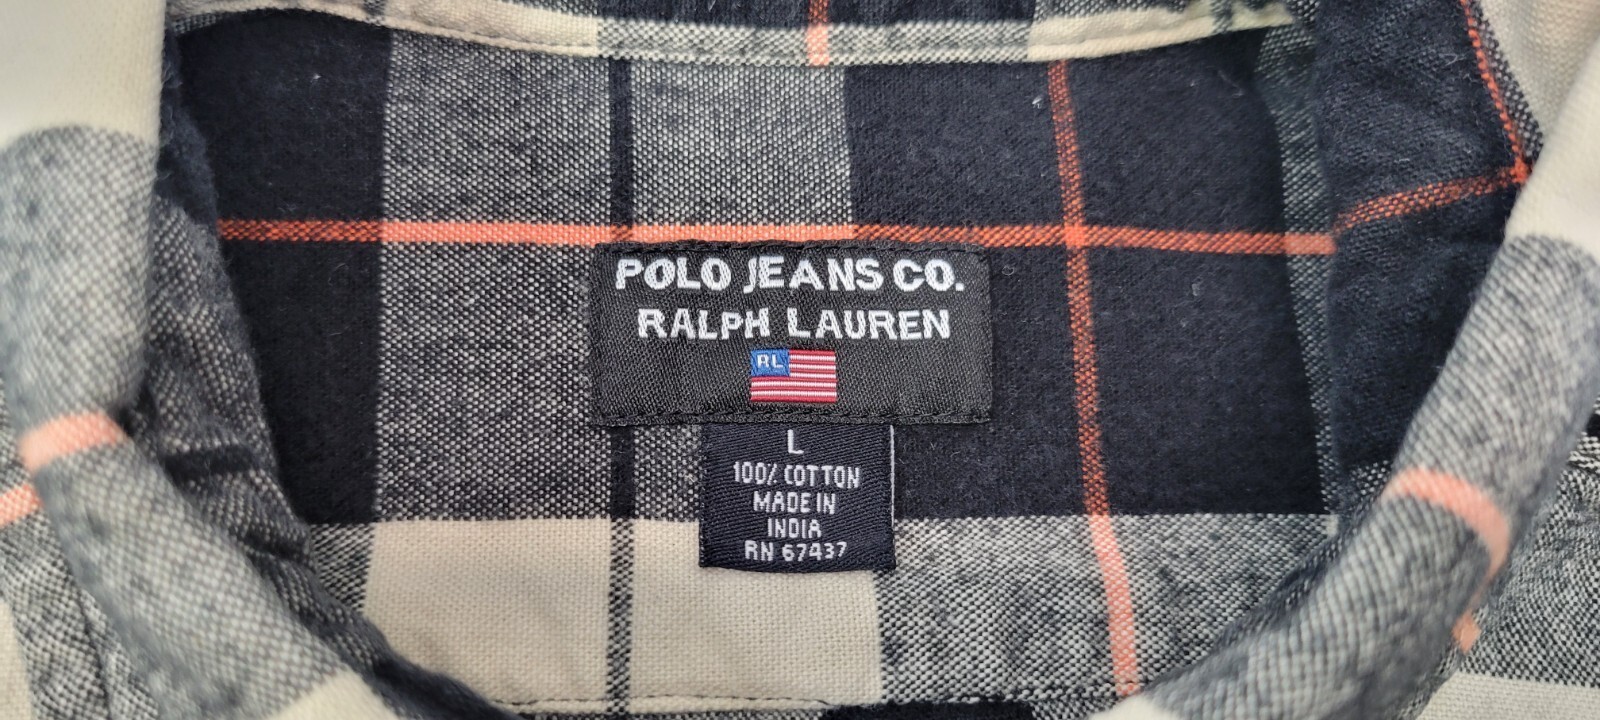 POLO JEANS CO.
RALPH LAUREN
RL
L
100% COTTON
MADE IN
INDIA
RN 67437